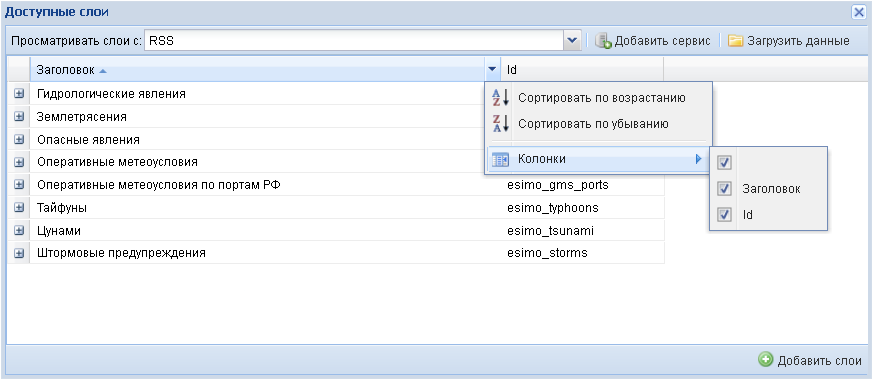 Доступные слои
Просматривать слои с: RSS Добавить сервис Загрузить данные
Заголовок Id
Гидрологические явления
Землетрясения
Опасные явления
Оперативные метеоусловия
Оперативные метеоусловия по портам РФ esimo_gms_ports
Тайфуны esimo_typhoons
Цунами esimo_tsunami
Штормовые предупреждения esimo_storms
Сортировать по возрастанию
Сортировать по убыванию
Колонки
Заголовок
Id
Добавить слои